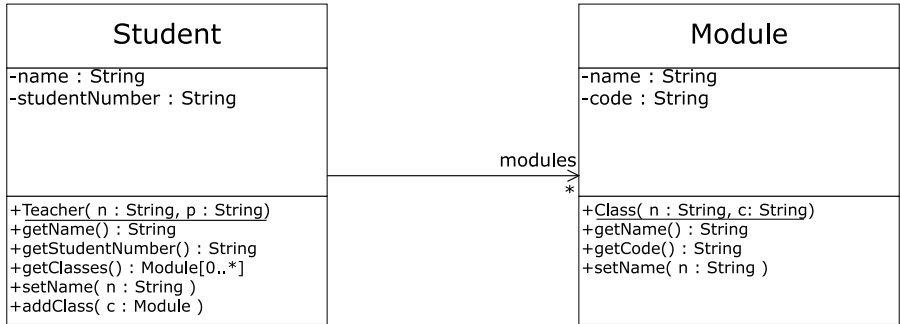 Student
-name : String
-studentNumber : String
+Teacher( n : String, p : String)
+getName() : String
+getStudentNumber() : String
+getClasses() : Module[0..*]
+setName( n : String )
+addClass( c : Module )
modules
*
Module
-name : String
-code : String
+Class( n : String, c: String)
+getName() : String
+getCode() : String
+setName( n : String )